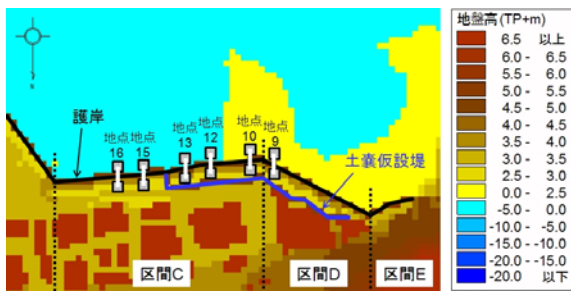 護岸
地点
16
地点
15
地点
13
地点
12
地点
10
地点
9
土嚢仮設堤
区間C
区間D
区間E
地盤高(TP+m)
6.5 以上
6.0 - 6.5
5.5 - 6.0
5.0 - 5.5
4.5 - 5.0
4.0 - 4.5
3.5 - 4.0
3.0 - 3.5
2.5 - 3.0
0.0 - 2.5
-5.0 - 0.0
-10.0 - -5.0
-15.0 - -10.0
-20.0 - -15.0
-20.0 以下